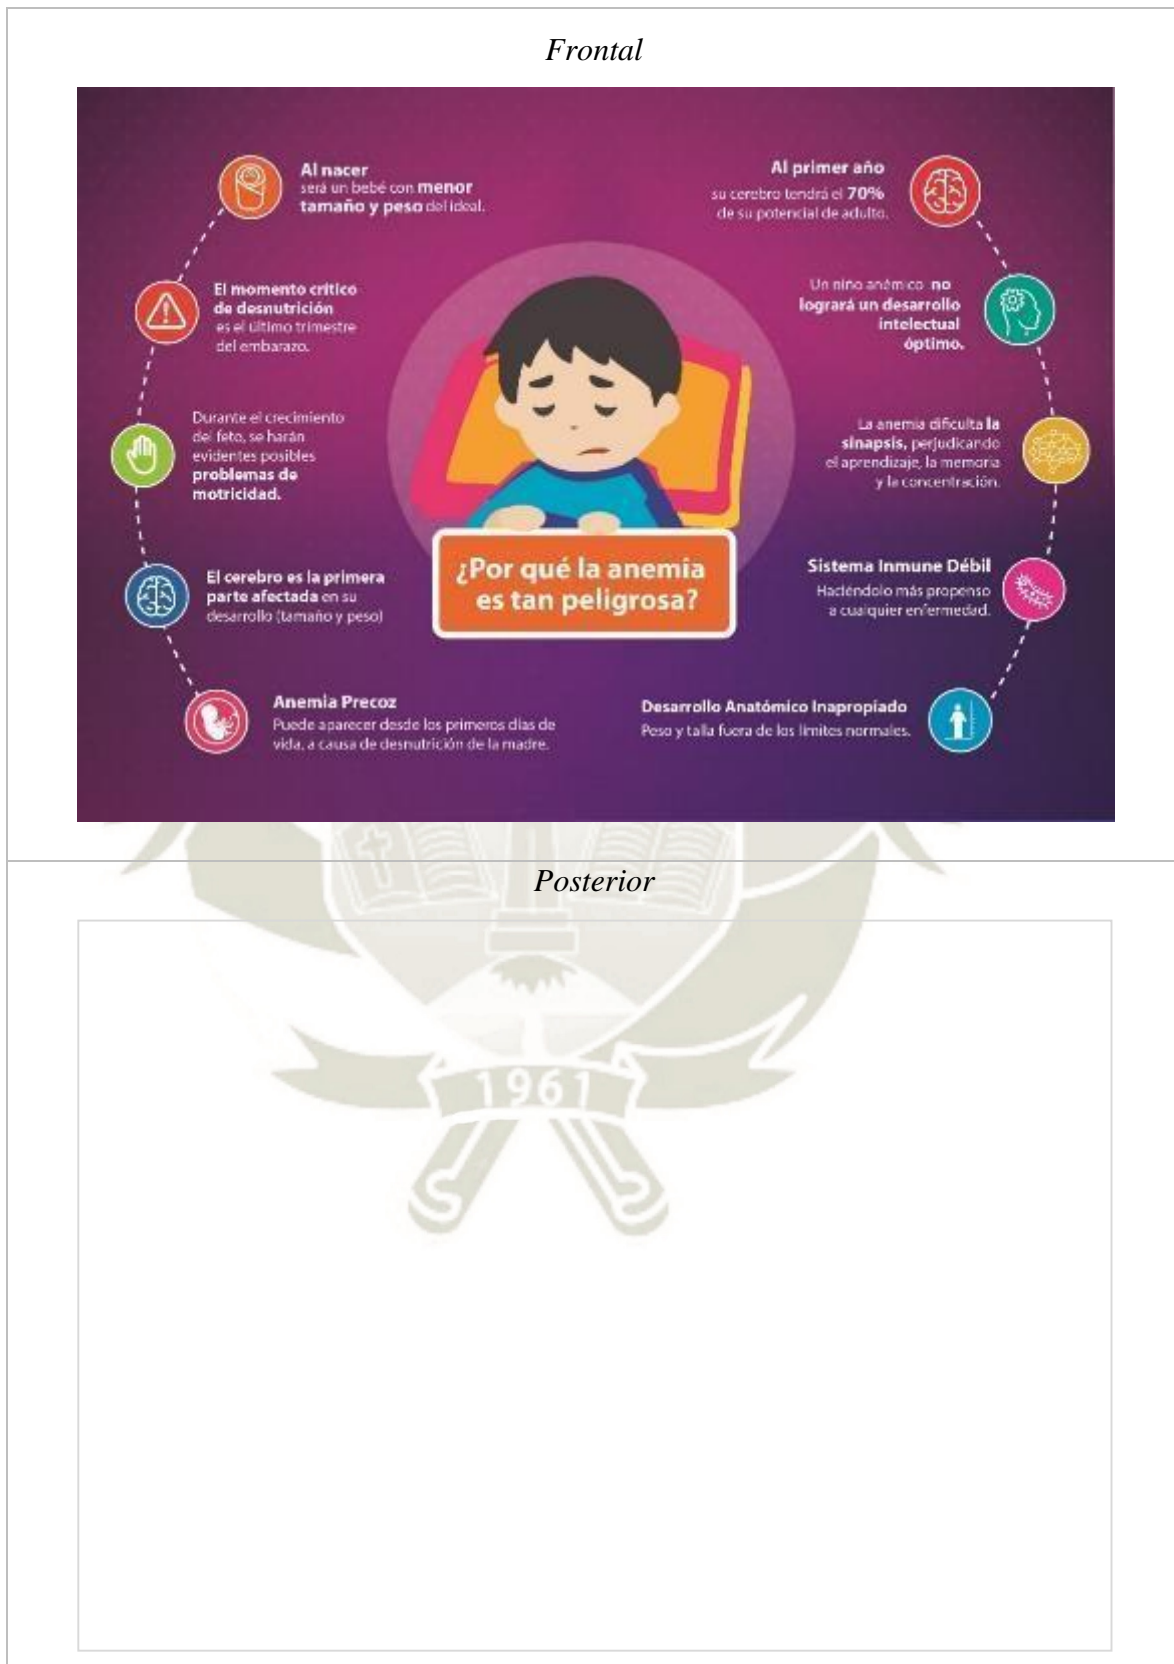 Frontal
Al nacer
será un bebé con menor
tamaño y peso del ideal.
El momento crítico
de desnutrición
es el último trimestre
del embarazo.
Durante el crecimiento
del feto, se harán
evidentes posibles
problemas de
motricidad.
El cerebro es la primera
parte afectada en su
desarrollo (tamaño y peso)
Anemia Precoz
Puede aparecer desde los primeros días de
vida, a causa de desnutrición de la madre.
¿Por qué la anemia
es tan peligrosa?
Al primer año
su cerebro tendrá el 70%
de su potencial de adulto.
Un niño anémico no
logrará un desarrollo
intelectual
óptimo.
La anemia dificulta la
sinapsis, perjudicando
el aprendizaje, la memoria
y la concentración.
Sistema Inmune Débil
Haciéndolo más propenso
a cualquier enfermedad.
Desarrollo Anatómico Inapropiado
Peso y talla fuera de los límites normales.
Posterior
1961